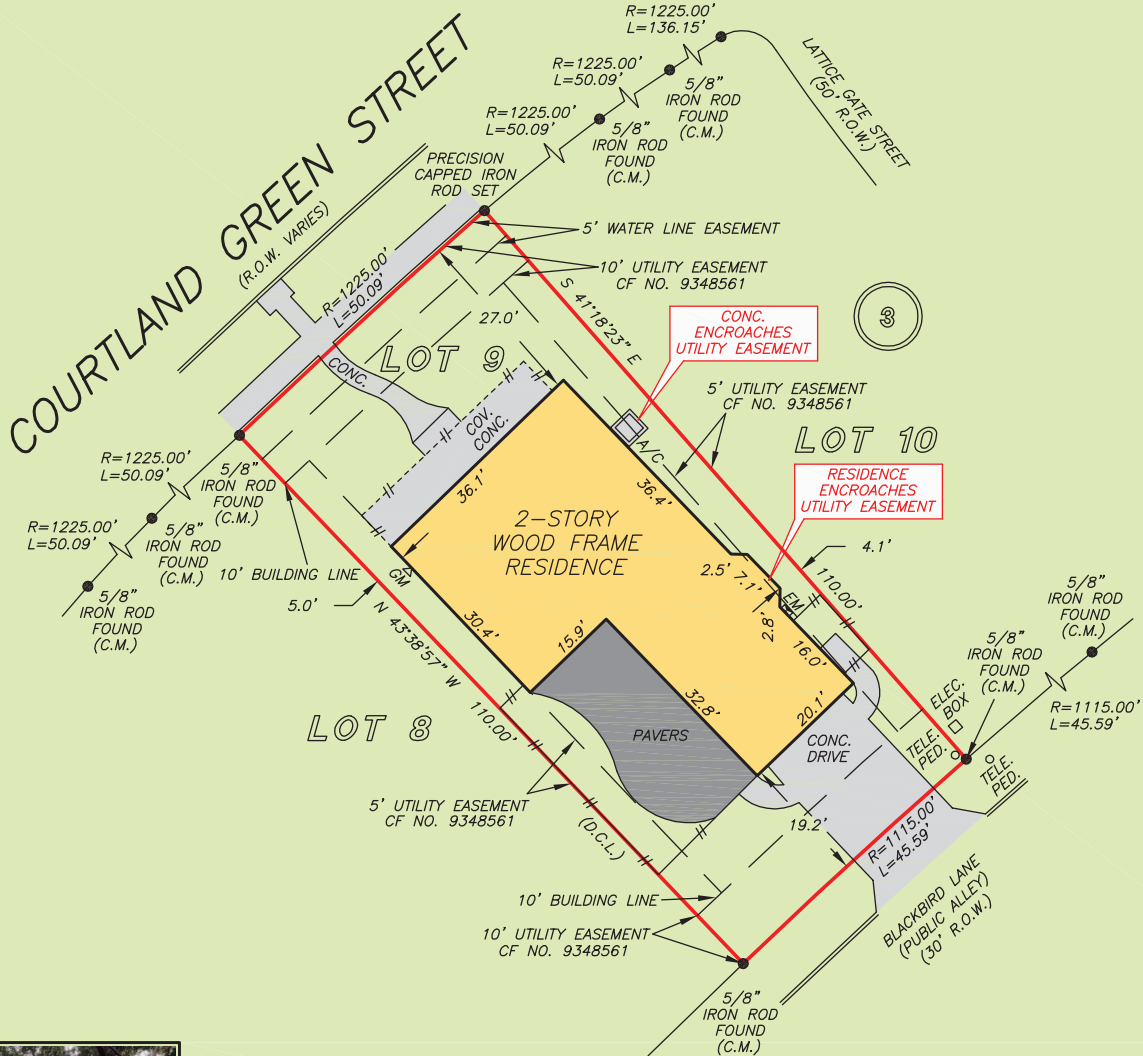 R=1225.00'
L=136.15'
R=1225.00'
L=50.09'
5/8"
IRON ROD
FOUND
(C.M.)
LATTICE GATE STREET
(50' R.O.W.)
R=1225.00'
L=50.09'
5/8"
IRON ROD
FOUND
(C.M.)
PRECISION
CAPPED IRON
ROD SET
COURTLAND GREEN STREET
(R.O.W. VARIES)
R=1225.00'
L=50.09'
5' WATER LINE EASEMENT
10' UTILITY EASEMENT
CF NO. 9348561
S 41°18'23" E
27.0'
3
CONC.
ENCROACHES
UTILITY EASEMENT
LOT 9
CONC.
COV.
CONC.
A/C
5' UTILITY EASEMENT
CF NO. 9348561
LOT 10
RESIDENCE
ENCROACHES
UTILITY EASEMENT
R=1225.00'
L=50.09'
5/8"
IRON ROD
FOUND
(C.M.)
R=1225.00'
L=50.09'
5/8"
IRON ROD
FOUND
(C.M.)
5/8"
IRON ROD
FOUND
(C.M.)
10' BUILDING LINE
5.0'
36.1'
36.4'
2-STORY
WOOD FRAME
RESIDENCE
GM
30.4'
15.9'
2.5'
7.1'
2.8'
EM
4.1'
110.00'
16.0'
N 43°38'57" W
110.00'
32.8'
20.1'
PAVERS
CONC.
DRIVE
LOT 8
5/8"
IRON ROD
FOUND
(C.M.)
5/8"
IRON ROD
FOUND
(C.M.)
R=1115.00'
L=45.59'
ELEC.
BOX
TELE.
PED.
TELE.
PED.
5' UTILITY EASEMENT
CF NO. 9348561
(D.C.L.)
19.2'
R=1115.00'
L=45.59'
10' BUILDING LINE
10' UTILITY EASEMENT
CF NO. 9348561
BLACKBIRD LANE
(PUBLIC ALLEY)
(30' R.O.W.)
5/8"
IRON ROD
FOUND
(C.M.)